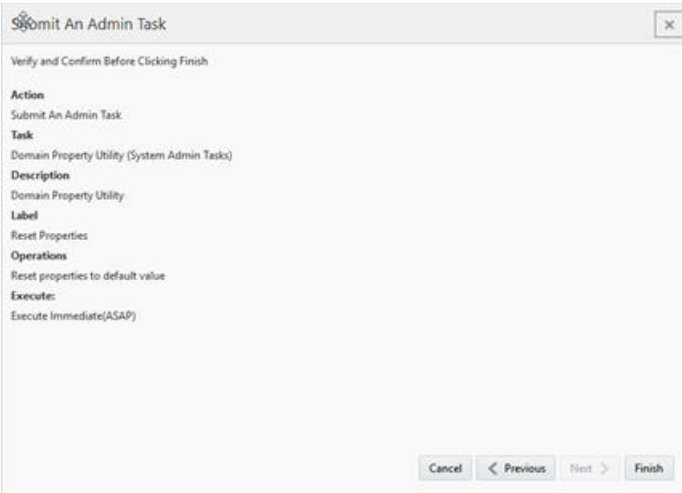 Submit An Admin Task
Verify and Confirm Before Clicking Finish
Action
Submit An Admin Task
Task
Domain Property Utility (System Admin Tasks)
Description
Domain Property Utility
Label
Reset Properties
Operations
Reset properties to default value
Execute:
Execute Immediate(ASAP)
Cancel Previous Next Finish